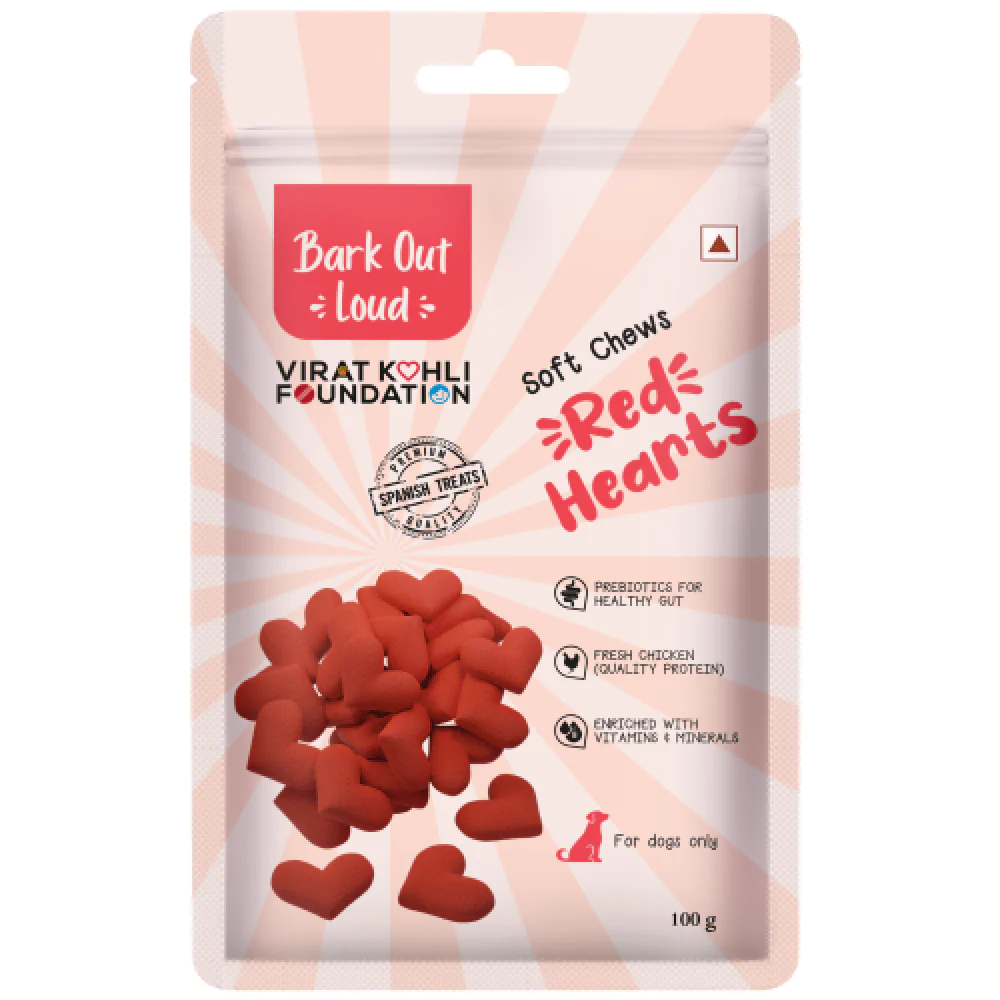 Bark Out
Loud
VIRAT KOHLI
FOUNDATION
Soft Chews
Red
Hearts
PREMIUM
SPANISH TREATS
QUALITY
PREBIOTICS FOR
HEALTHY GUT
FRESH CHICKEN
(QUALITY PROTEIN)
ENRICHED WITH
VITAMINS & MINERALS
For dogs only
100 g